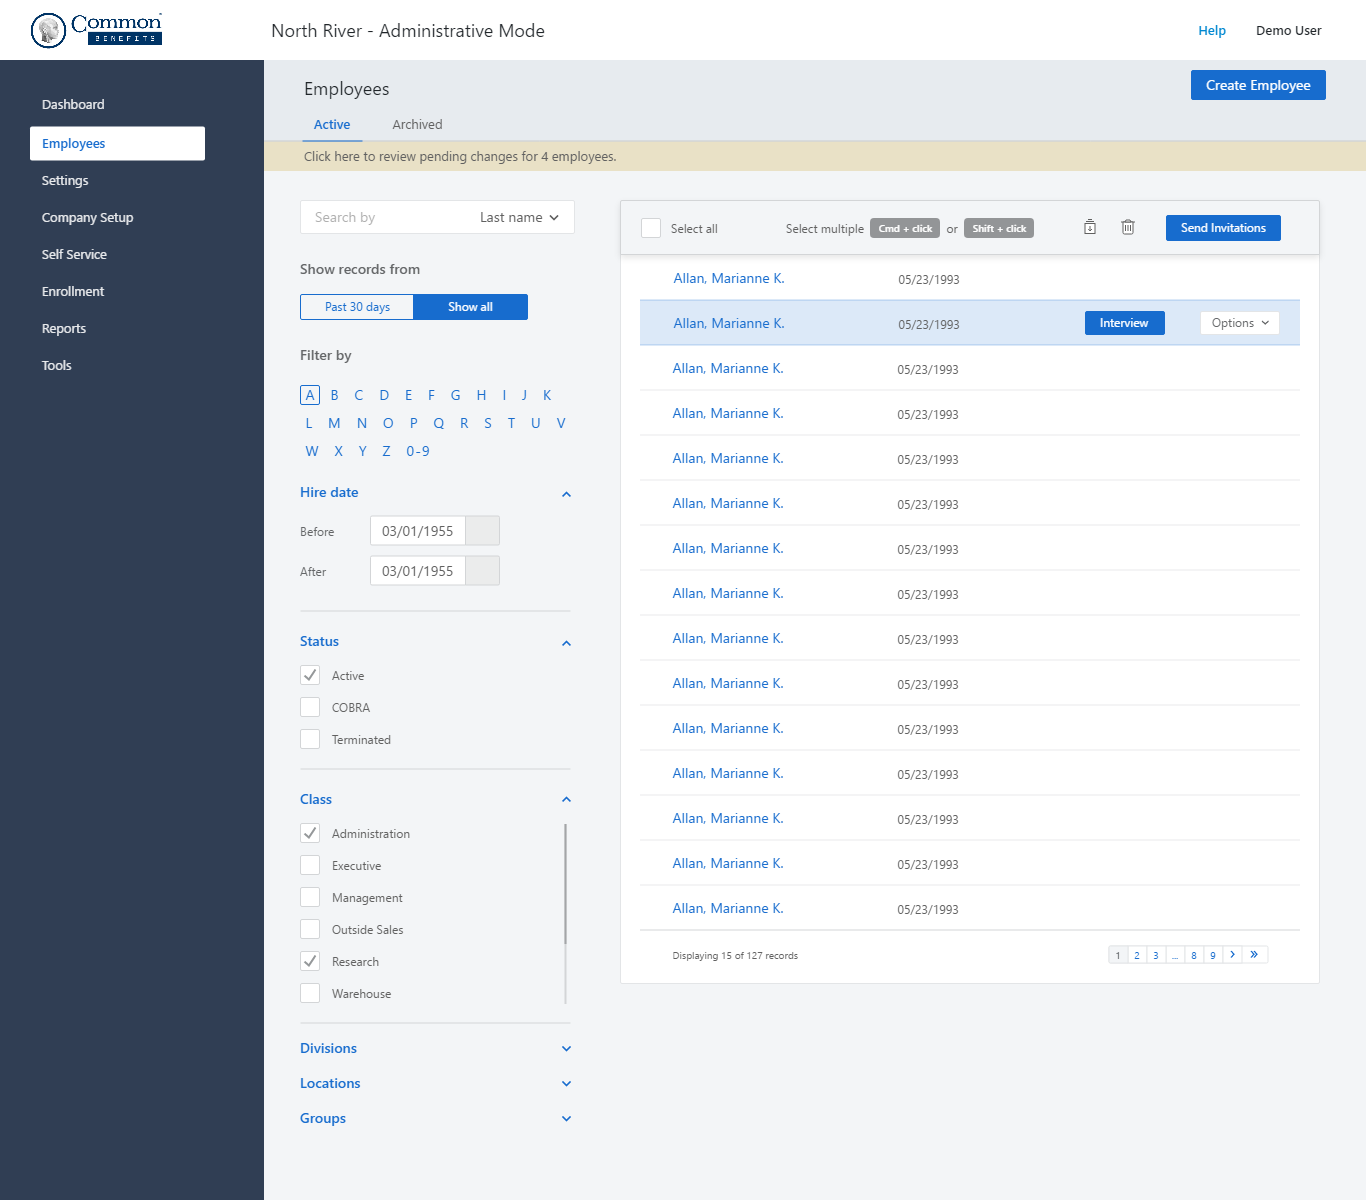 Common
BENEFITS
North River - Administrative Mode
Help
Demo User
Dashboard
Employees
Settings
Company Setup
Self Service
Enrollment
Reports
Tools
Employees
Create Employee
Active
Archived
Click here to review pending changes for 4 employees.
Search by
Last name
Show records from
Past 30 days
Show all
Filter by
A B C D E F G H I J K
L M N O P Q R S T U V
W X Y Z 0-9
Hire date
Before 03/01/1955
After 03/01/1955
Status
Active
COBRA
Terminated
Class
Administration
Executive
Management
Outside Sales
Research
Warehouse
Divisions
Locations
Groups
Select all
Select multiple Cmd + click or Shift + click
Send Invitations
Allan, Marianne K. 05/23/1993
Allan, Marianne K. 05/23/1993 Interview Options
Allan, Marianne K. 05/23/1993
Allan, Marianne K. 05/23/1993
Allan, Marianne K. 05/23/1993
Allan, Marianne K. 05/23/1993
Allan, Marianne K. 05/23/1993
Allan, Marianne K. 05/23/1993
Allan, Marianne K. 05/23/1993
Allan, Marianne K. 05/23/1993
Allan, Marianne K. 05/23/1993
Allan, Marianne K. 05/23/1993
Allan, Marianne K. 05/23/1993
Allan, Marianne K. 05/23/1993
Allan, Marianne K. 05/23/1993
Displaying 15 of 127 records
1 2 3 ... 8 9 > »